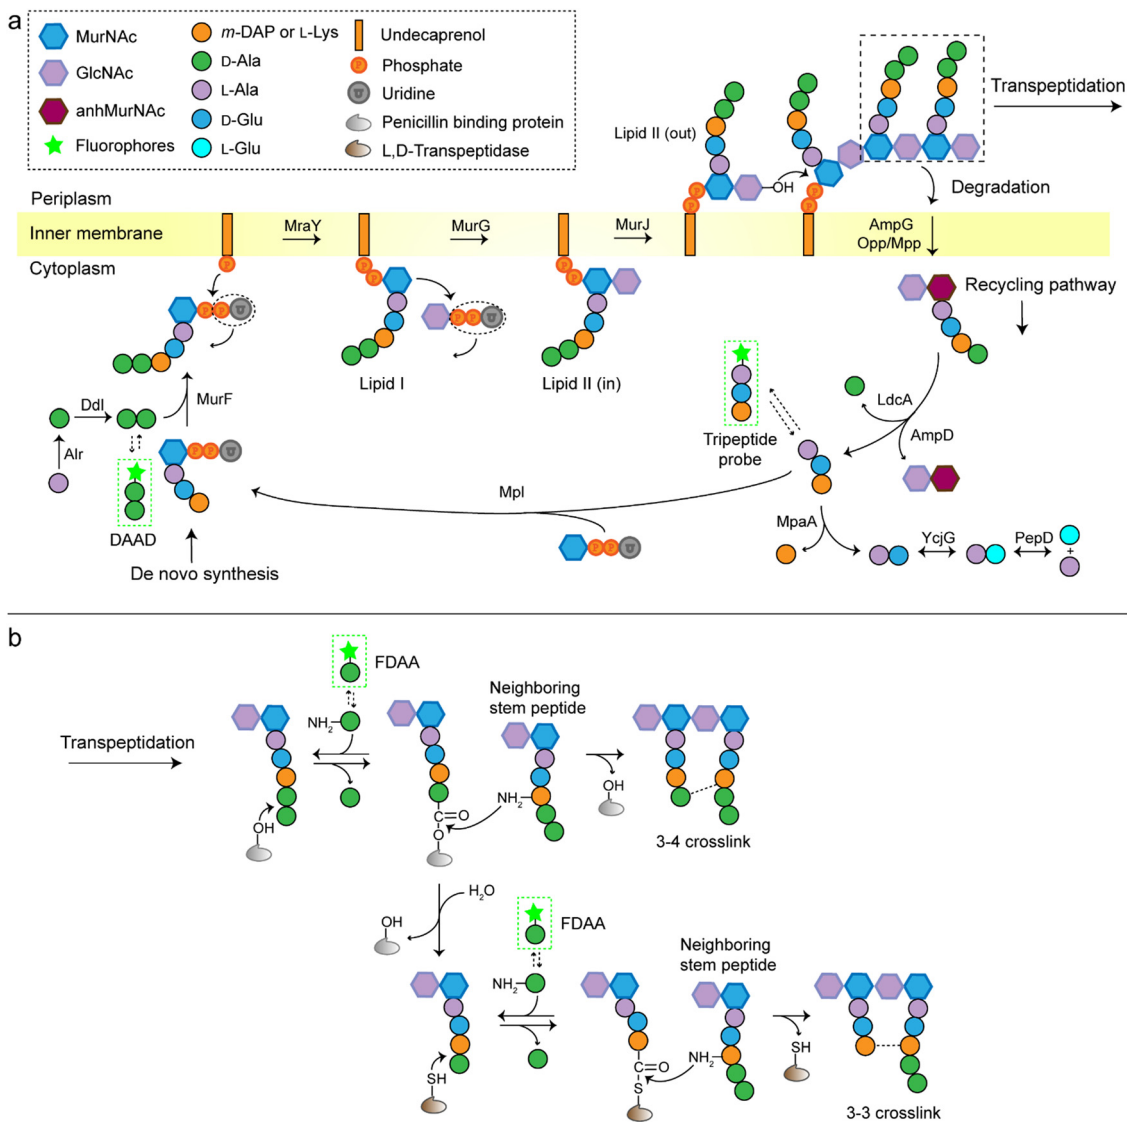 a
MurNAc
GlcNAc
anhMurNAc
Fluorophores
m-DAP or L-Lys
D-Ala
L-Ala
D-Glu
L-Glu
Undecaprenol
P Phosphate
U Uridine
Penicillin binding protein
L,D-Transpeptidase
Lipid II (out)
OH
P
P
P
P
Transpeptidation
Degradation
Periplasm
Inner membrane
Cytoplasm
MraY
MurG
MurJ
AmpG
Opp/Mpp
P
P P U
P
P
P P U
P
P
Lipid I
Lipid II (in)
Recycling pathway
LdcA
AmpD
Tripeptide
probe
Ddl
MurF
Alr
P P U
DAAD
De novo synthesis
Mpl
P P U
MpaA
YcjG
PepD
+
b
Transpeptidation
FDAA
NH2
OH
C=O
O
Neighboring
stem peptide
NH2
OH
3-4 crosslink
H2O
OH
FDAA
NH2
SH
C=O
S
Neighboring
stem peptide
NH2
SH
3-3 crosslink